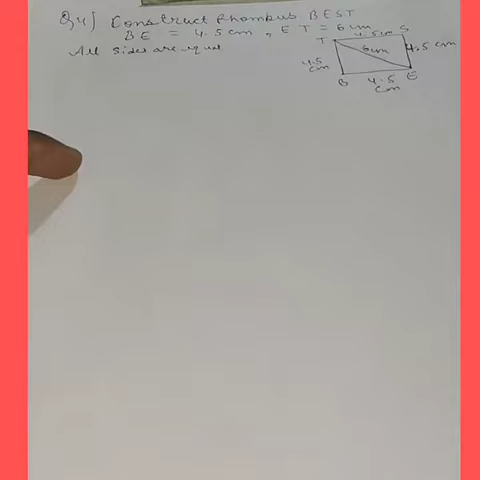 Q.4) Construct Rhombus BEST
BE = 4.5 cm, ET = 6 cm
All sides are equal
T
4.5 cm
S
6 cm
4.5 cm
4.5
cm
B
4.5
cm
E